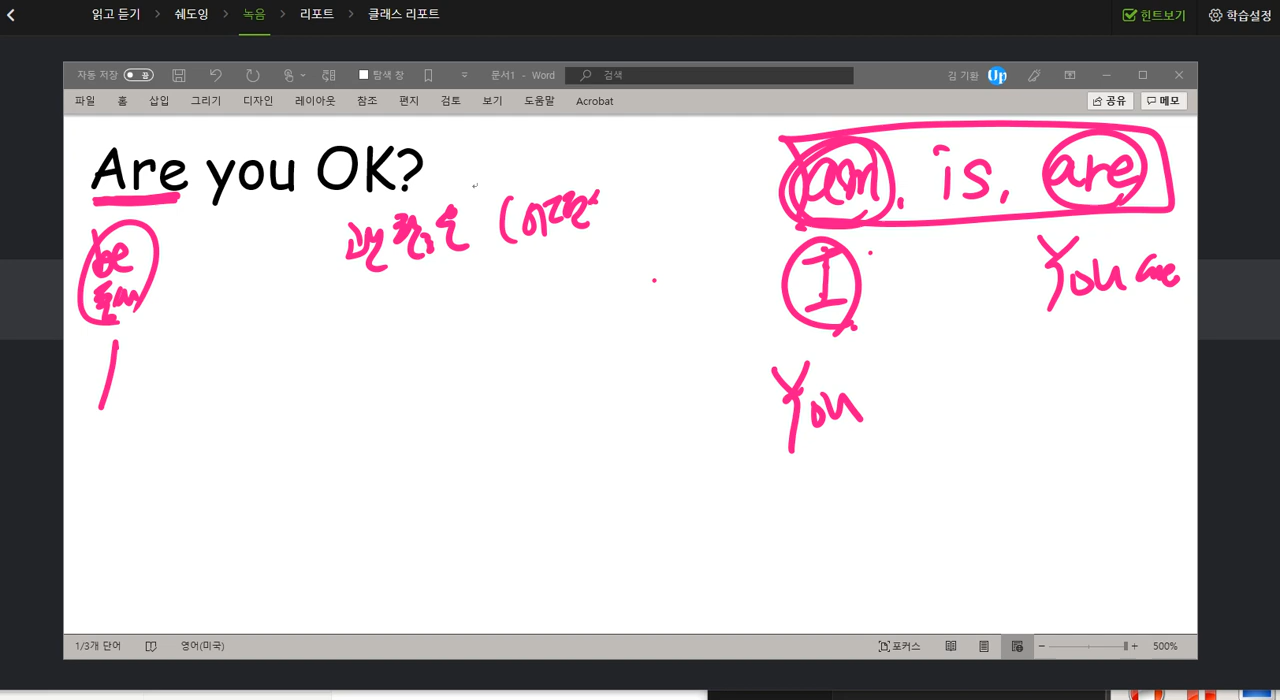 읽고 듣기 > 쉐도잉 > 녹음 > 리포트 > 클래스 리포트 힌트보기 학습설정
자동 저장 끔 탐색 창 문서1 - Word 검색 김 기환 Up
파일 홈 삽입 그리기 디자인 레이아웃 참조 편지 검토 보기 도움말 Acrobat 공유 메모
Are you OK?
am, is, are
be
I
You are
You
1/3개 단어 영어(미국) 포커스 500%